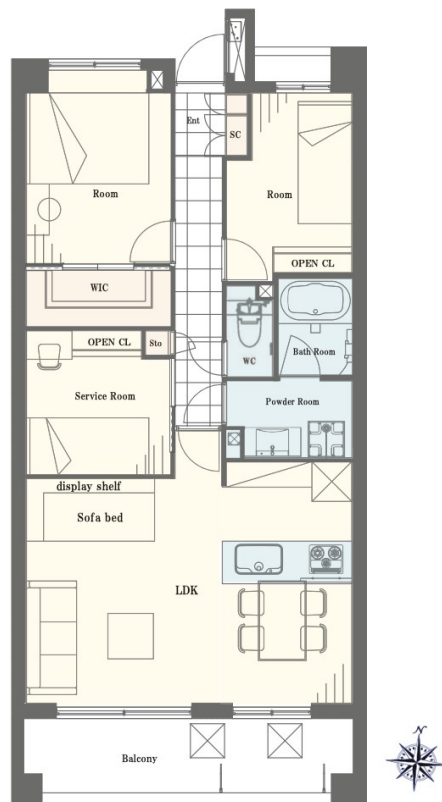 Ent
SC
Room
Room
OPEN CL
WIC
OPEN CL
Sto
WC
Bath Room
Service Room
Powder Room
display shelf
Sofa bed
LDK
Balcony
N